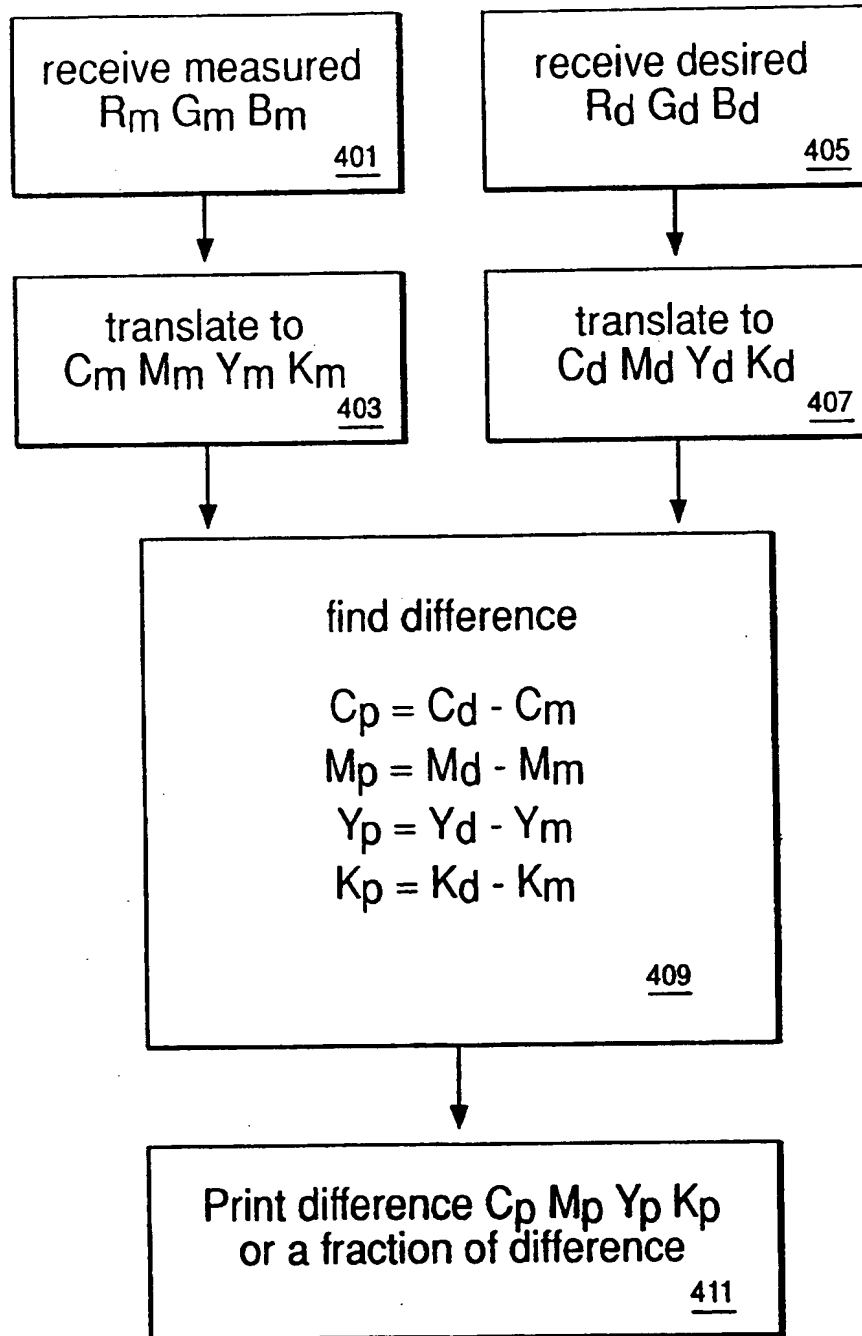 receive measured
Rm Gm Bm
401
receive desired
Rd Gd Bd
405
translate to
Cm Mm Ym Km
403
translate to
Cd Md Yd Kd
407
find difference
Cp = Cd - Cm
Mp = Md - Mm
Yp = Yd - Ym
Kp = Kd - Km
409
Print difference Cp Mp Yp Kp
or a fraction of difference
411